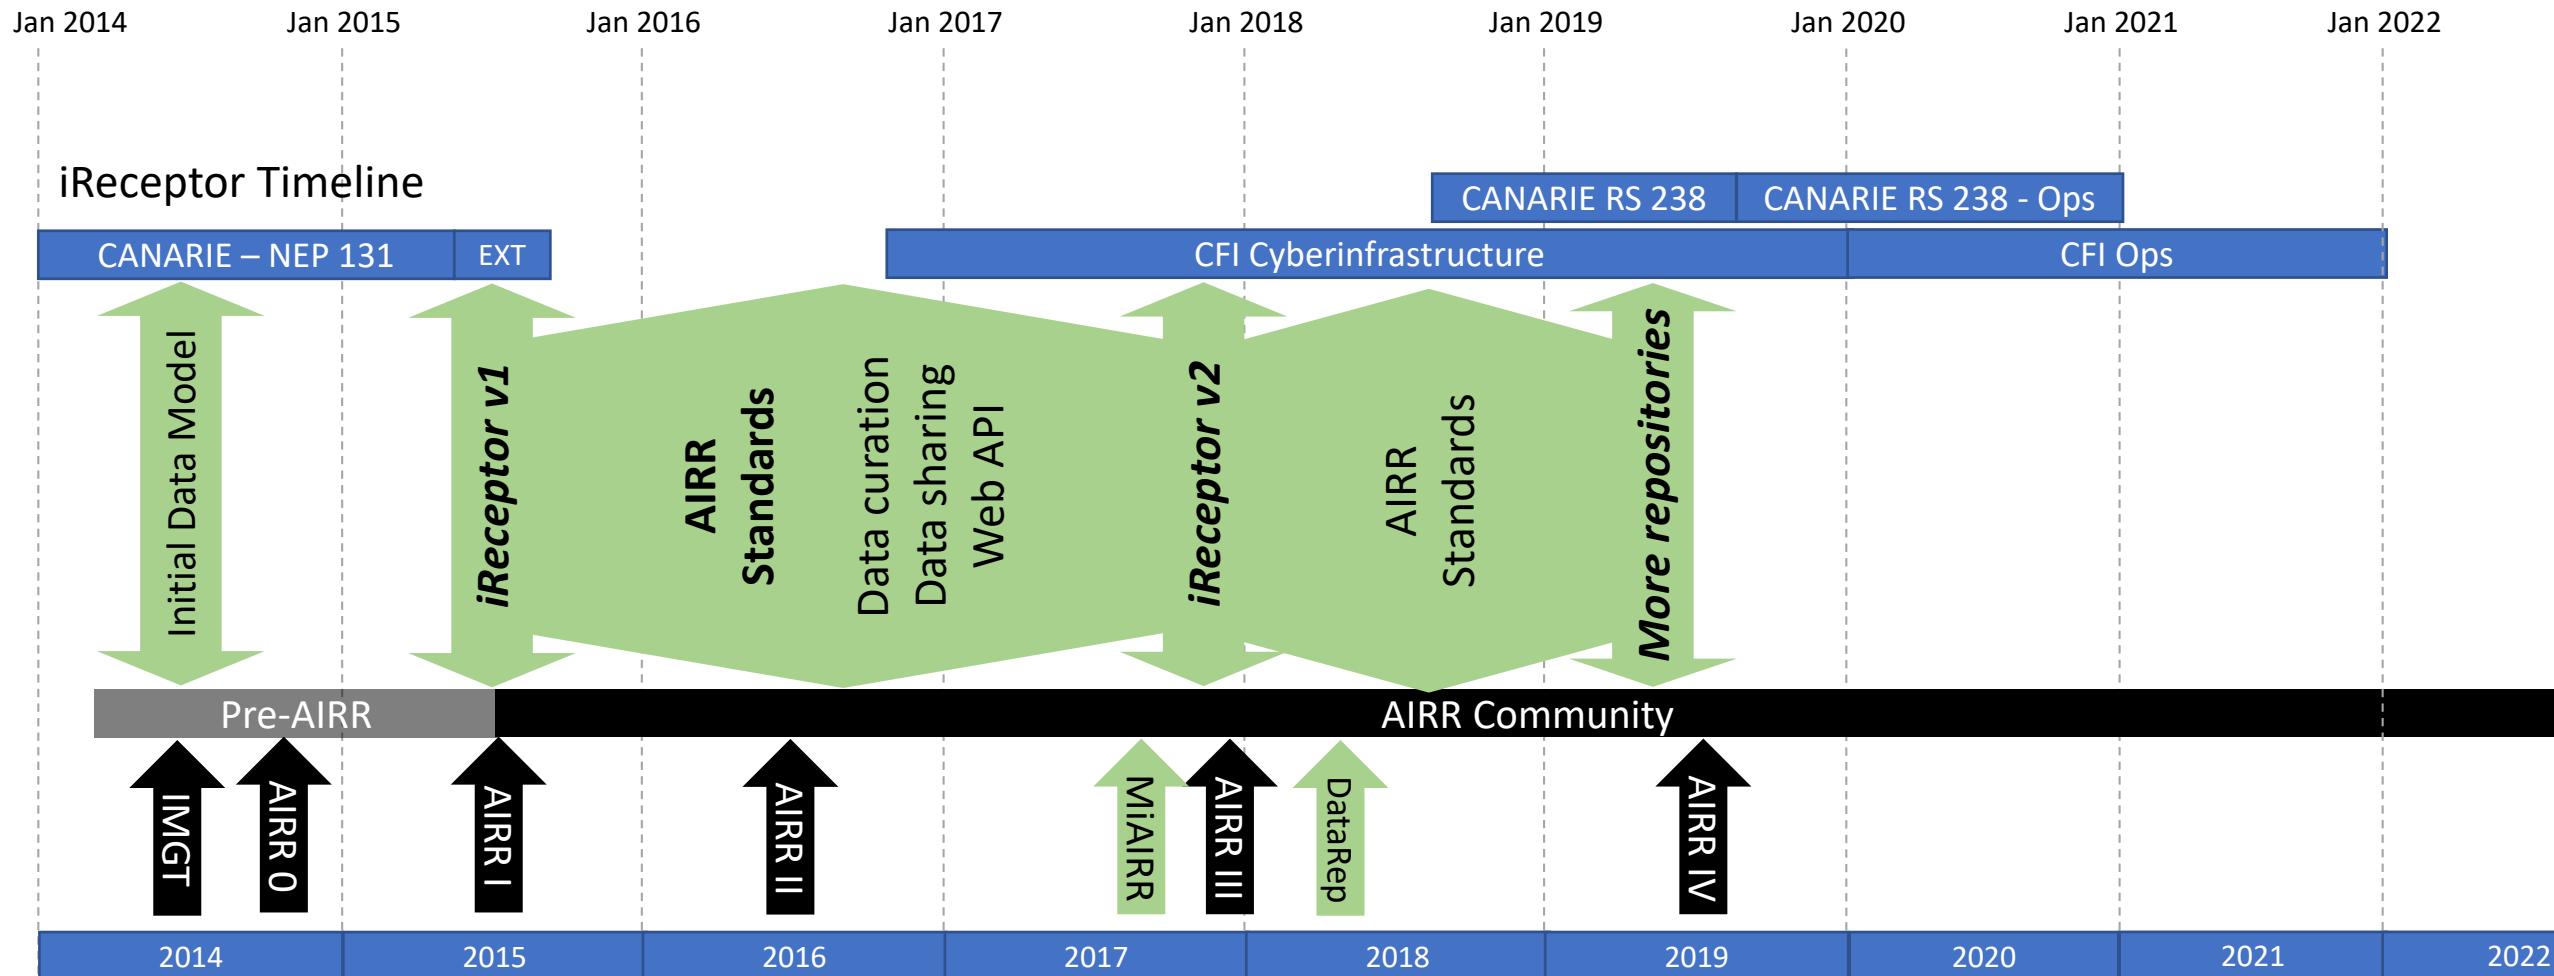 Jan 2014
Jan 2015
Jan 2016
Jan 2017
Jan 2018
Jan 2019
Jan 2020
Jan 2021
Jan 2022
iReceptor Timeline
CANARIE RS 238
CANARIE RS 238 - Ops
CANARIE – NEP 131
EXT
CFI Cyberinfrastructure
CFI Ops
Initial Data Model
iReceptor v1
AIRR
Standards
Data curation
Data sharing
Web API
iReceptor v2
AIRR
Standards
More repositories
Pre-AIRR
AIRR Community
IMGT
AIRR 0
AIRR I
AIRR II
MiAIRR
AIRR III
DataRep
AIRR IV
2014
2015
2016
2017
2018
2019
2020
2021
2022